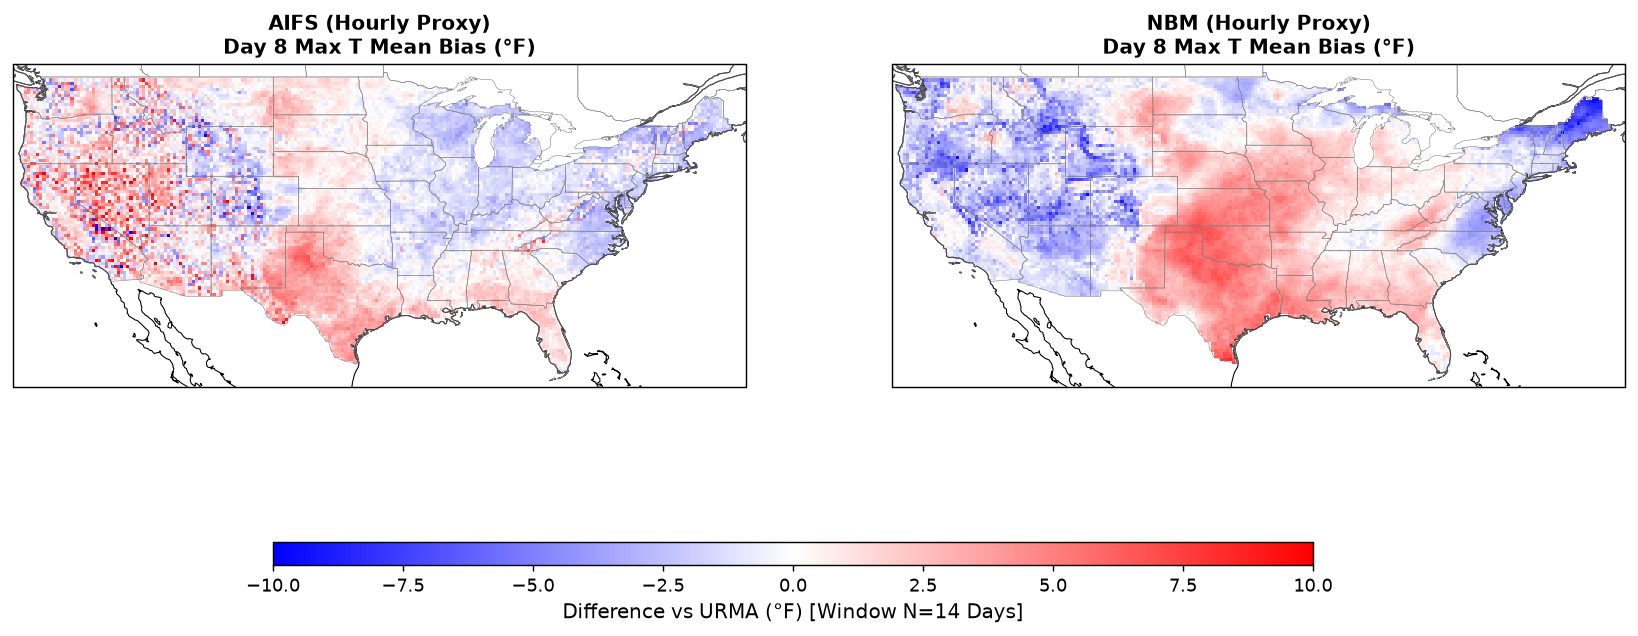 AIFS (Hourly Proxy)
Day 8 Max T Mean Bias (°F)
NBM (Hourly Proxy)
Day 8 Max T Mean Bias (°F)
−10.0 −7.5 −5.0 −2.5 0.0 2.5 5.0 7.5 10.0
Difference vs URMA (°F) [Window N=14 Days]